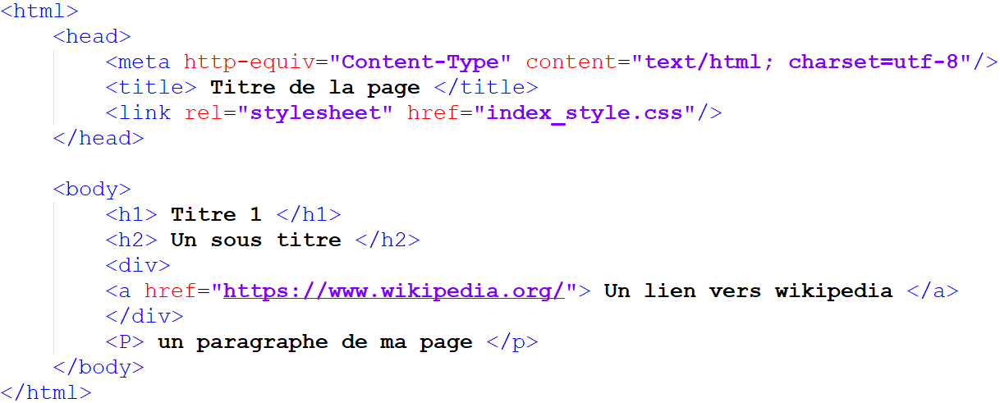 <html>
<head>
<meta http-equiv="Content-Type" content="text/html; charset=utf-8"/>
<title> Titre de la page </title>
<link rel="stylesheet" href="index_style.css"/>
</head>
<body>
<h1> Titre 1 </h1>
<h2> Un sous titre </h2>
<div>
<a href="https://www.wikipedia.org/"> Un lien vers wikipedia </a>
</div>
<P> un paragraphe de ma page </p>
</body>
</html>